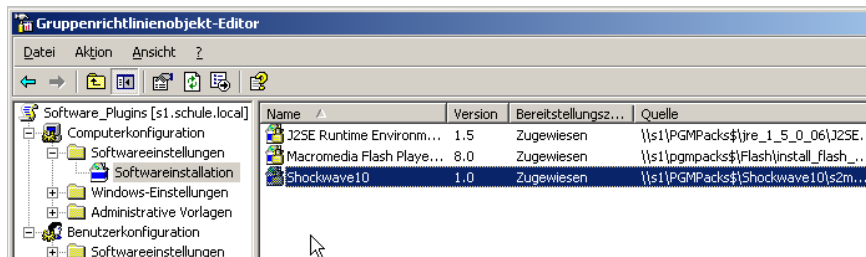 Gruppenrichtlinienobjekt-Editor
Datei Aktion Ansicht ?
Software_Plugins [s1.schule.local]
Computerkonfiguration
Softwareeinstellungen
Softwareinstallation
Windows-Einstellungen
Administrative Vorlagen
Benutzerkonfiguration
Softwareeinstellungen
Name Version Bereitstellungsz... Quelle
J2SE Runtime Environm... 1.5 Zugewiesen \\s1\PGMPacks$\jre_1_5_0_06\J2SE.
Macromedia Flash Playe... 8.0 Zugewiesen \\s1\pgmpacks$\Flash\install_flash_...
Shockwave10 1.0 Zugewiesen \\s1\PGMPacks$\Shockwave10\s2m...